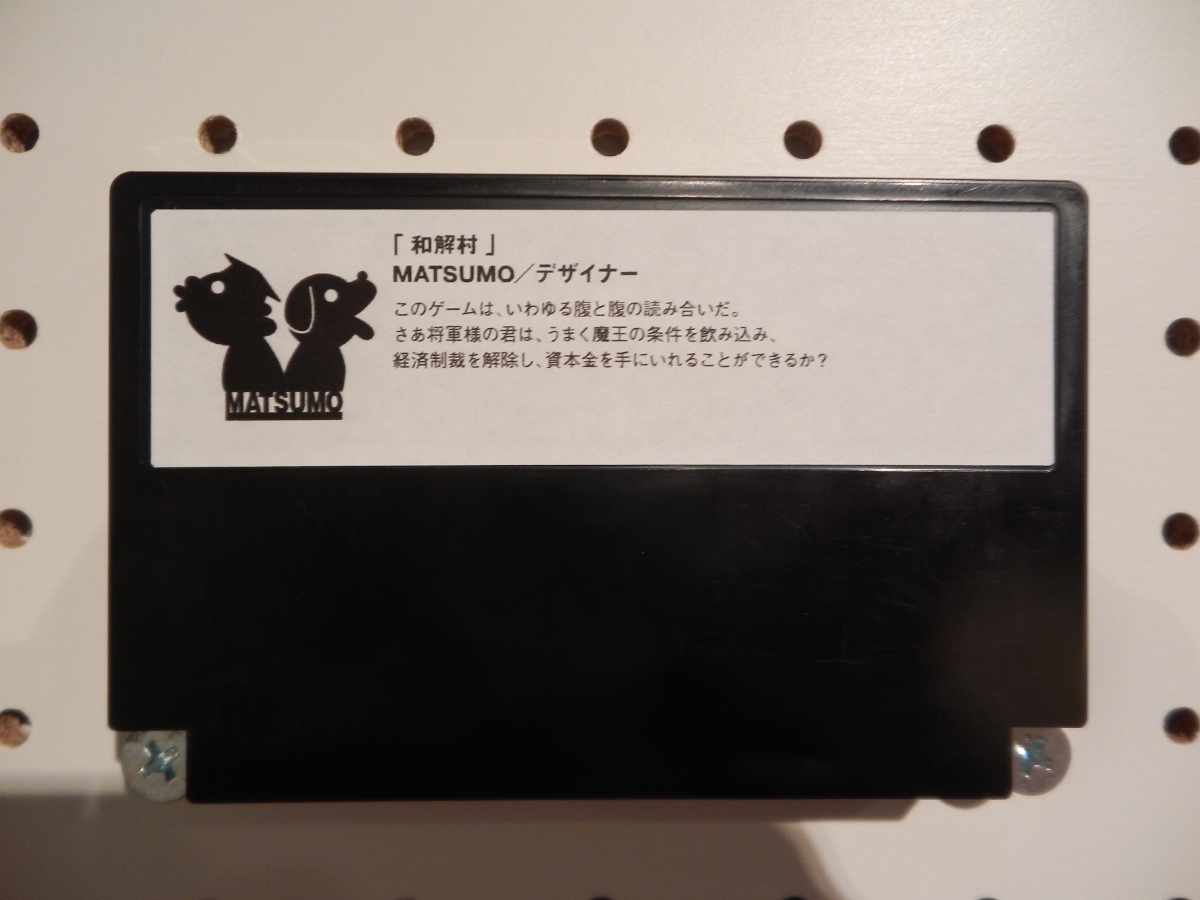 「 和解村 」
MATSUMO／デザイナー
このゲームは、いわゆる腹と腹の読み合いだ。
さあ将軍様の君は、うまく魔王の条件を飲み込み、
経済制裁を解除し、資本金を手にいれることができるか？
MATSUMO